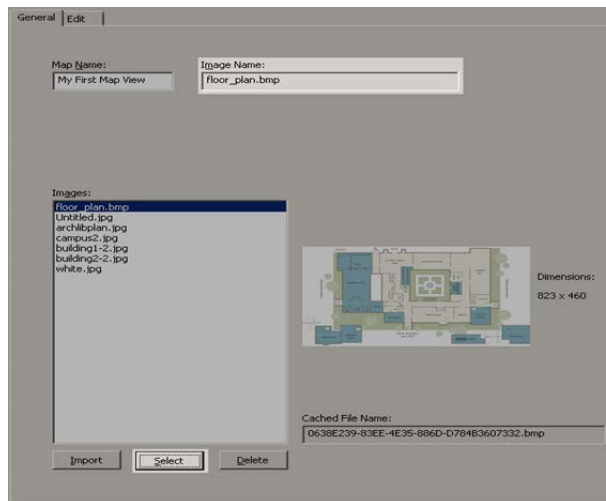 General Edit
Map Name:
Image Name:
My First Map View
floor_plan.bmp
Images:
floor_plan.bmp
Untitled.jpg
archlibplan.jpg
campus2.jpg
building1-2.jpg
building2-2.jpg
white.jpg
Dimensions:
823 x 460
Cached File Name:
0638E239-83EE-4E35-886D-D784B3607332.bmp
Import Select Delete